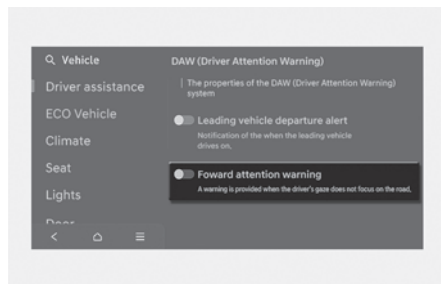 Vehicle
Driver assistance
ECO Vehicle
Climate
Seat
Lights
Door
DAW (Driver Attention Warning)
The properties of the DAW (Driver Attention Warning)
system
Leading vehicle departure alert
Notification of the when the leading vehicle
drives on.
Foward attention warning
A warning is provided when the driver's gaze does not focus on the road.